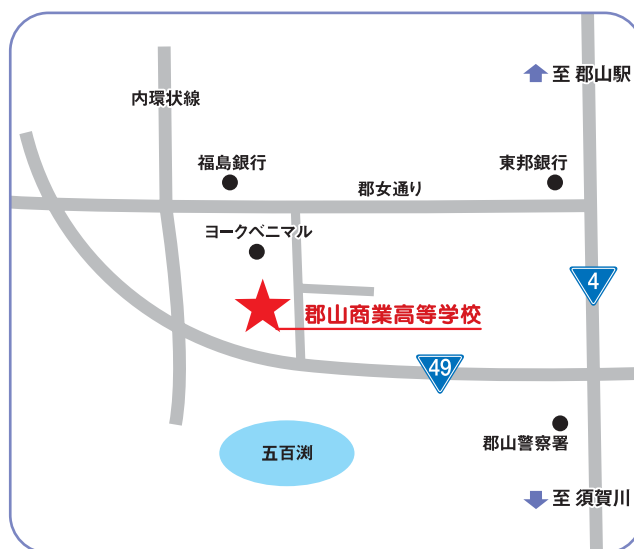 至 郡山駅
内環状線
福島銀行
東邦銀行
郡女通り
ヨークベニマル
4
郡山商業高等学校
49
郡山警察署
五百渕
至 須賀川